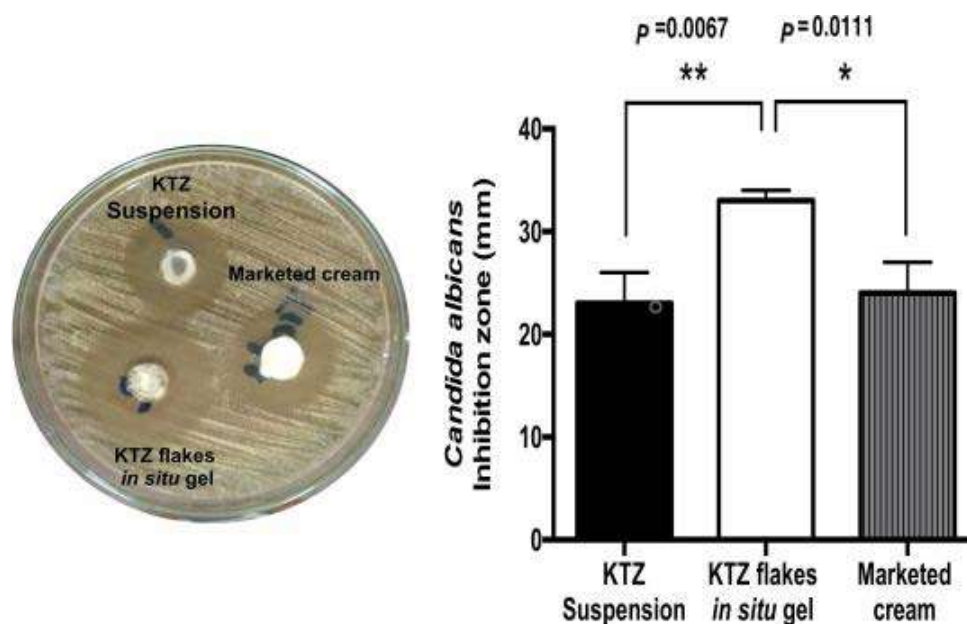 KTZ
Suspension
Marketed cream
KTZ flakes
in situ gel
P =0.0067
P =0.0111
**
*
Candida albicans
Inhibition zone (mm)
40
30
20
10
0
KTZ
Suspension
KTZ flakes
in situ gel
Marketed
cream